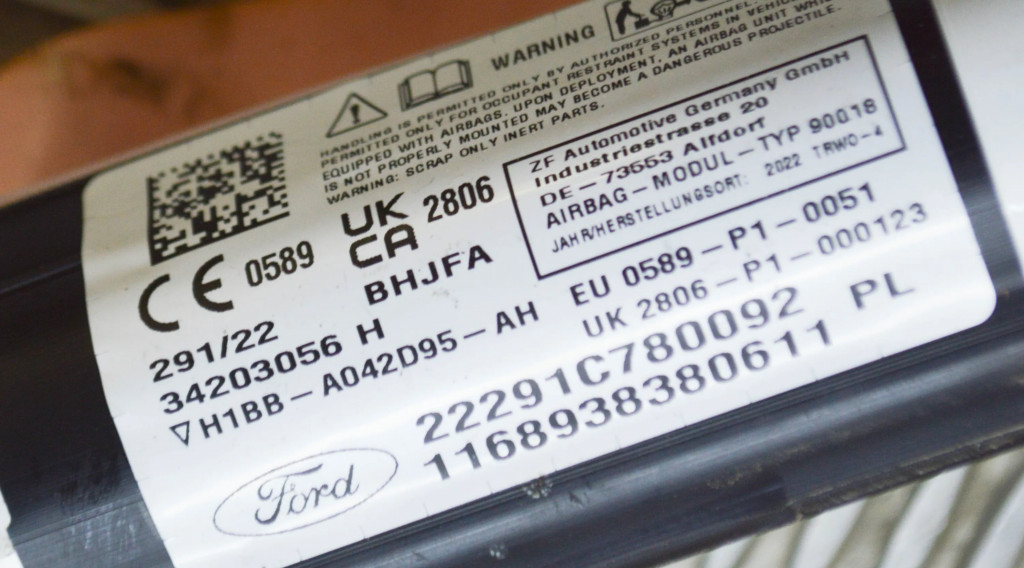 WARNING
HANDLING IS PERMITTED ONLY BY AUTHORIZED PERSONNEL.
PERMITTED ONLY FOR OCCUPANT RESTRAINT SYSTEMS IN VEHICLES
EQUIPPED WITH AIRBAGS. UPON DEPLOYMENT, AN AIRBAG UNIT WHICH
IS NOT PROPERLY MOUNTED MAY BECOME A DANGEROUS PROJECTILE.
WARNING: SCRAP ONLY INERT PARTS.
ZF Automotive Germany GmbH
Industriestrasse 20
DE-73553 Alfdorf
AIRBAG-MODUL-TYP 90018
JAHR/HERSTELLUNGSORT: 2022 TRWO-4
CE 0589
UK CA 2806
BHJFA
EU 0589-P1-0051
UK 2806-P1-000123
291/22
34203056 H
H1BB-A042D95-AH
22291C780092 PL
11689383380611
Ford